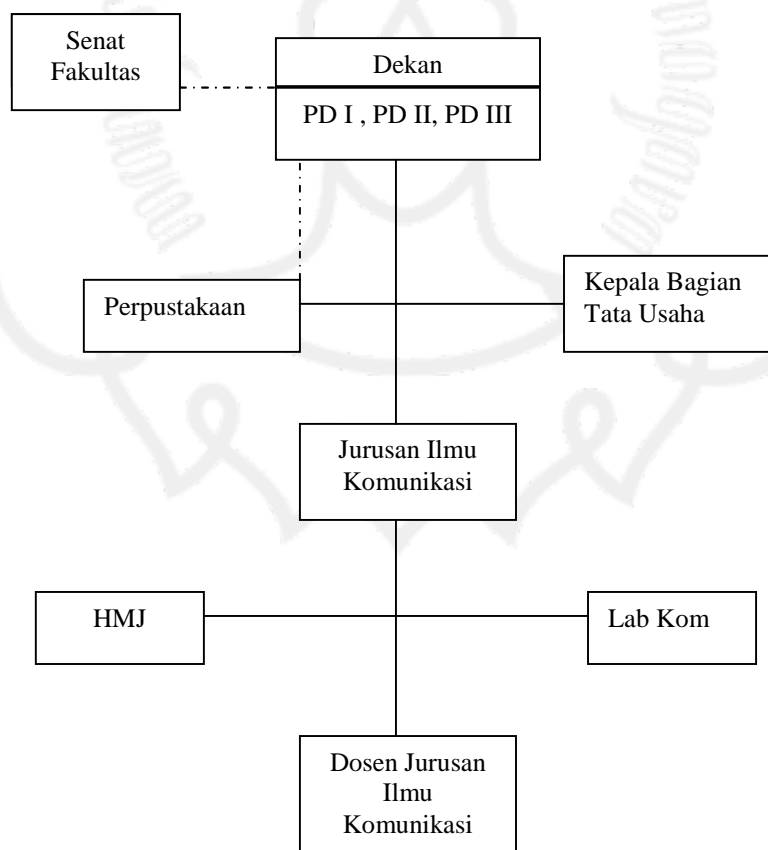 Senat
Fakultas
Dekan
PD I , PD II, PD III
Perpustakaan
Kepala Bagian
Tata Usaha
Jurusan Ilmu
Komunikasi
HMJ
Lab Kom
Dosen Jurusan
Ilmu
Komunikasi